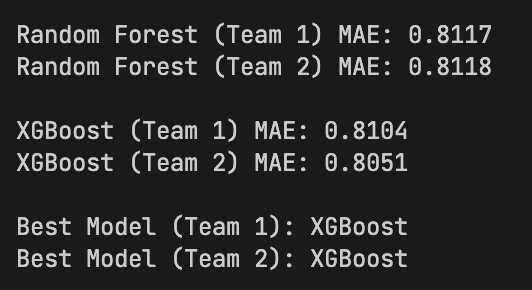 Random Forest (Team 1) MAE: 0.8117
Random Forest (Team 2) MAE: 0.8118
XGBoost (Team 1) MAE: 0.8104
XGBoost (Team 2) MAE: 0.8051
Best Model (Team 1): XGBoost
Best Model (Team 2): XGBoost